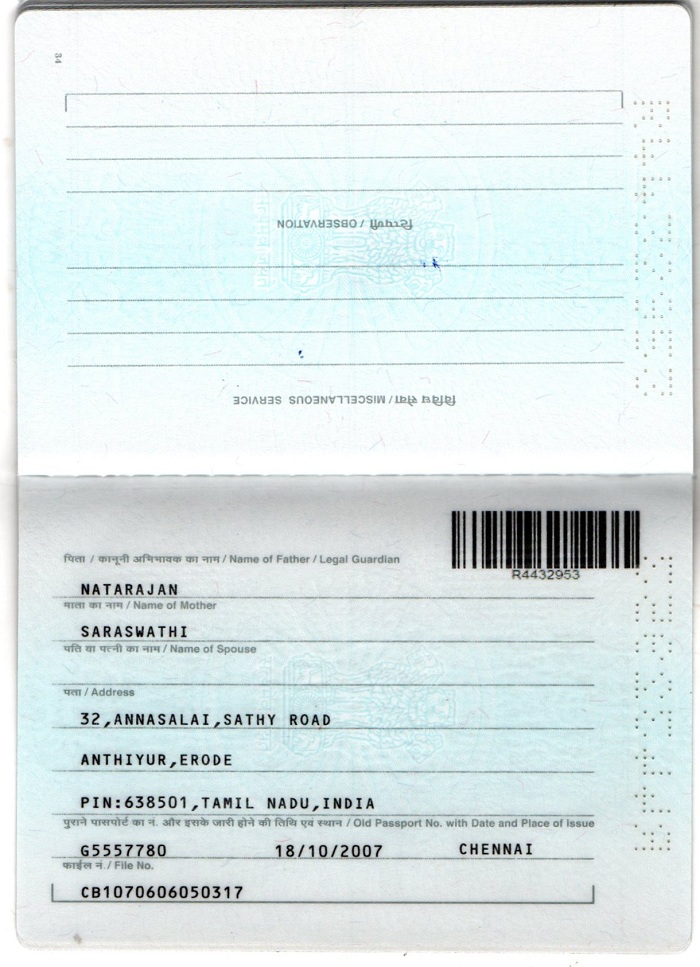 34
टिप्पणी / OBSERVATION
विविध सेवा / MISCELLANEOUS SERVICE
R4432953
पिता / कानूनी अभिभावक का नाम / Name of Father / Legal Guardian
NATARAJAN
माता का नाम / Name of Mother
SARASWATHI
पति या पत्नी का नाम / Name of Spouse
पता / Address
32,ANNASALAI,SATHY ROAD
ANTHIYUR,ERODE
PIN:638501,TAMIL NADU,INDIA
पुराने पासपोर्ट का नं. और इसके जारी होने की तिथि एवं स्थान / Old Passport No. with Date and Place of Issue
G5557780 18/10/2007 CHENNAI
फाईल नं./ File No.
CB1070606050317